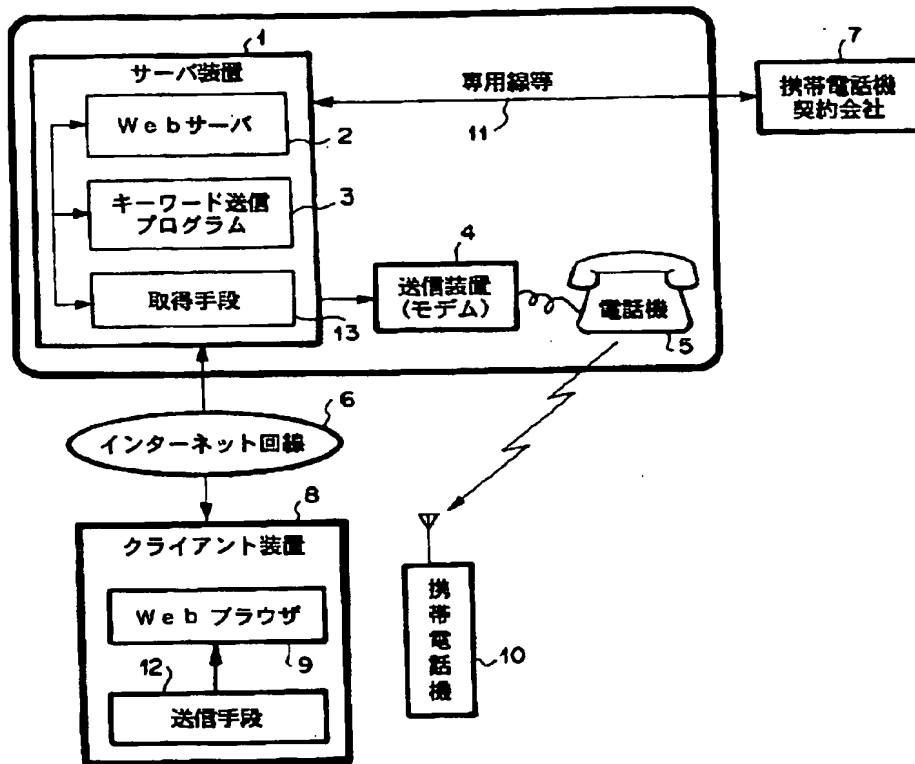 1
サーバ装置
Webサーバ
2
キーワード送信
プログラム
3
取得手段
13
専用線等
11
7
携帯電話機
契約会社
4
送信装置
(モデム)
電話機
5
6
インターネット回線
8
クライアント装置
Web ブラウザ
9
12
送信手段
携帯電話機
10